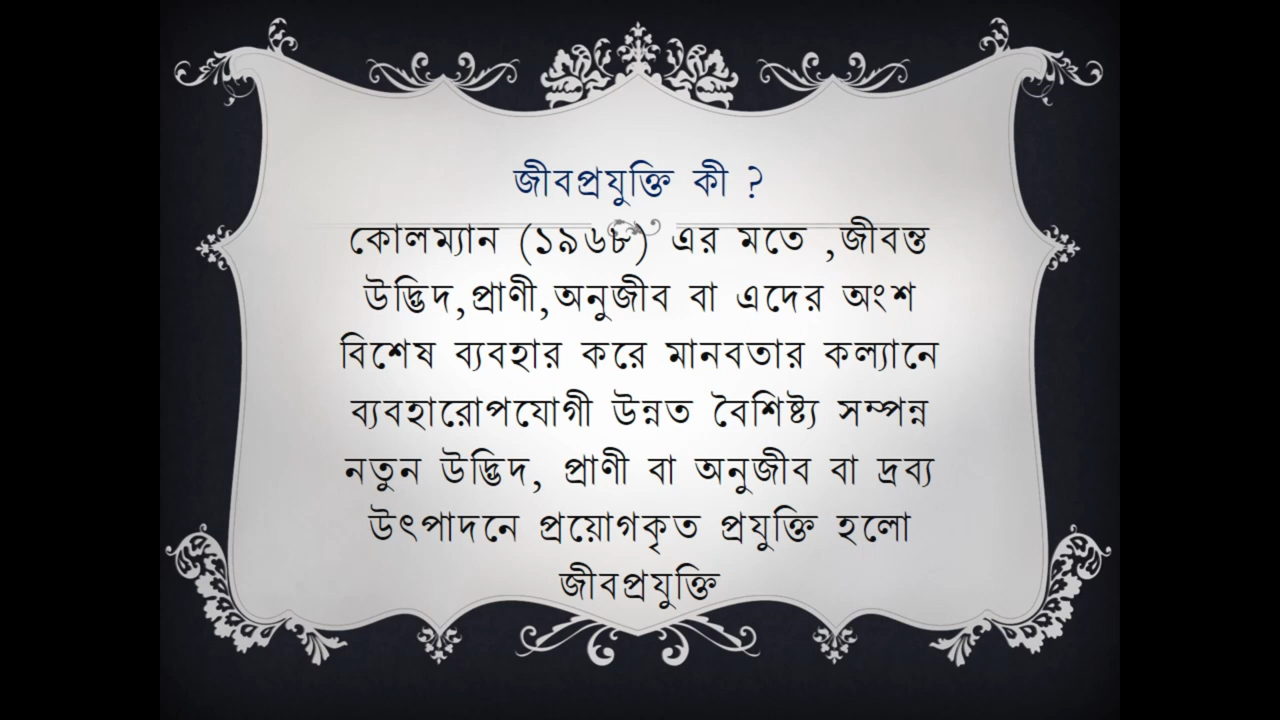 জীবপ্রযুক্তি কী ?
কোলম্যান (১৯৬৮) এর মতে ,জীবন্ত
উদ্ভিদ,প্রাণী,অনুজীব বা এদের অংশ
বিশেষ ব্যবহার করে মানবতার কল্যানে
ব্যবহারোপযোগী উন্নত বৈশিষ্ট্য সম্পন্ন
নতুন উদ্ভিদ, প্রাণী বা অনুজীব বা দ্রব্য
উৎপাদনে প্রয়োগকৃত প্রযুক্তি হলো
জীবপ্রযুক্তি